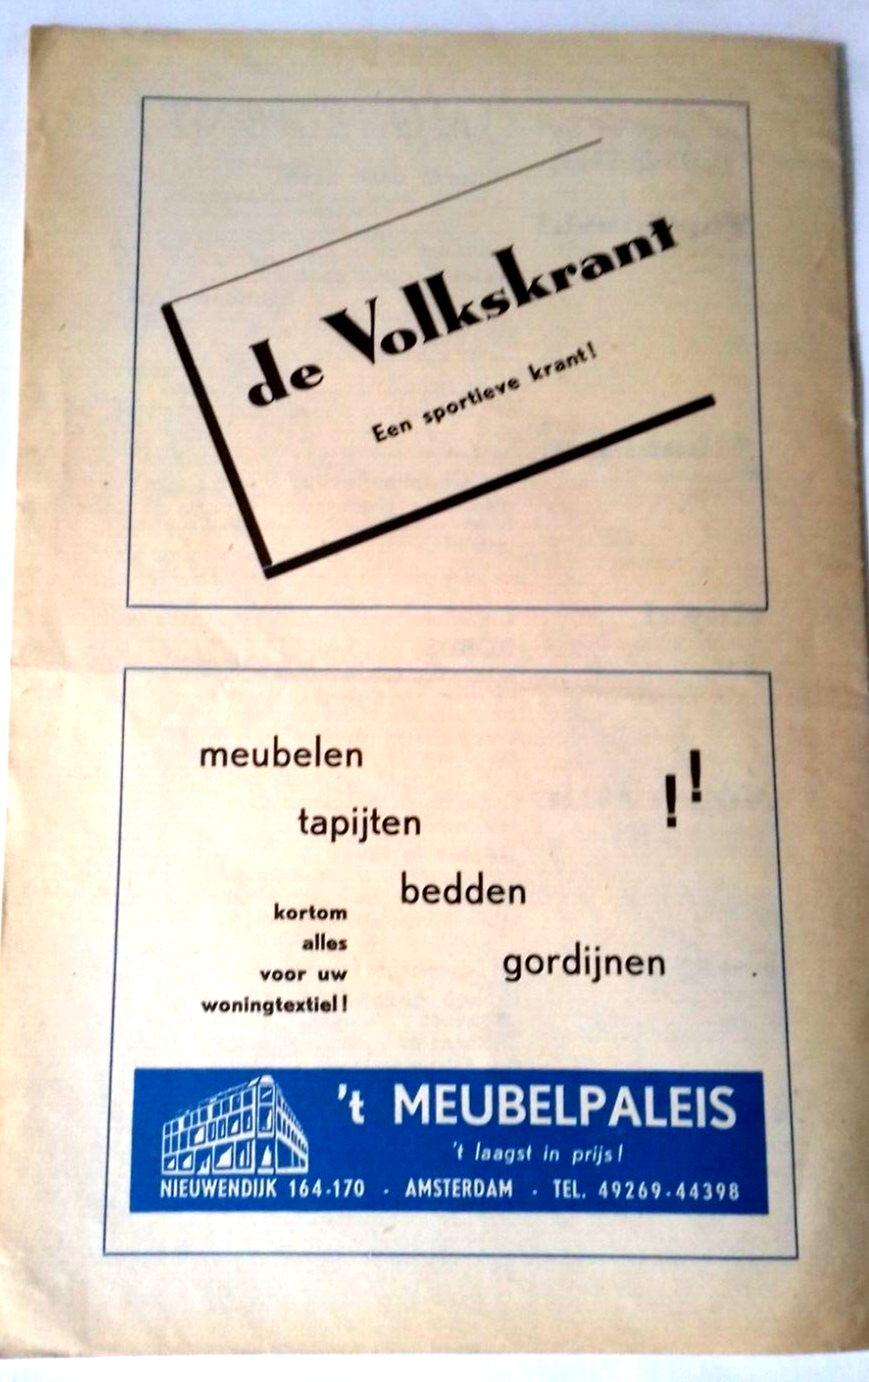 de Volkskrant
Een sportieve krant!
meubelen
!!
tapijten
bedden
kortom
alles
voor uw
woningtextiel!
gordijnen
't MEUBELPALEIS
't laagst in prijs!
NIEUWENDIJK 164-170 - AMSTERDAM - TEL. 49269-44398